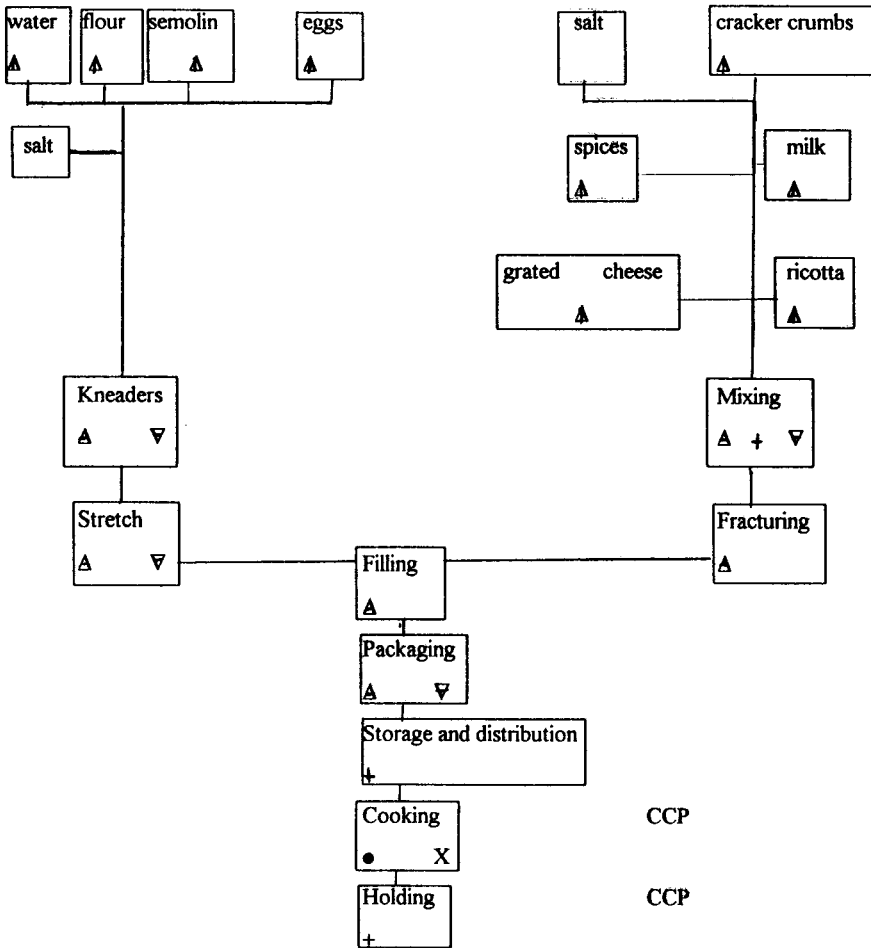 water flour semolin eggs salt cracker crumbs
salt spices milk
grated cheese ricotta
Kneaders Mixing
Stretch Fracturing
Filling
Packaging
Storage and distribution
+
Cooking CCP
X
Holding CCP
+